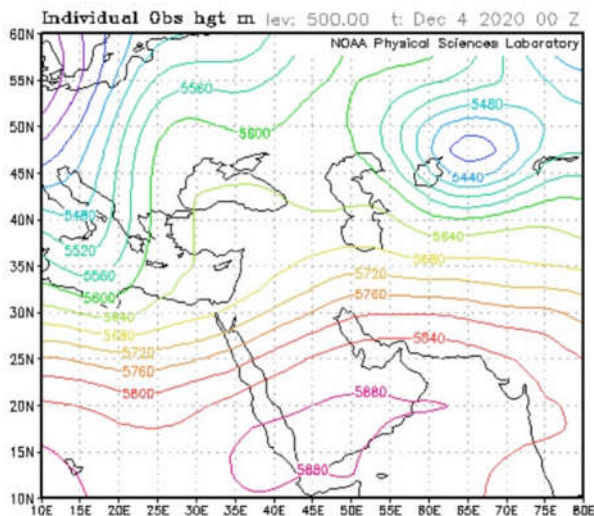 Individual Obs hgt m lev: 500.00 t: Dec 4 2020 00 Z
60N
NOAA Physical Sciences Laboratory
55N
5560
5480
50N
5600
45N
5440
5480
40N
5640
5520
35N
5560
5680
5720
5600
5760
30N
5640
5680
5840
5720
25N
5760
5800
20N
5880
15N
5880
10N
10E 15E 20E 25E 30E 35E 40E 45E 50E 55E 60E 65E 70E 75E 80E